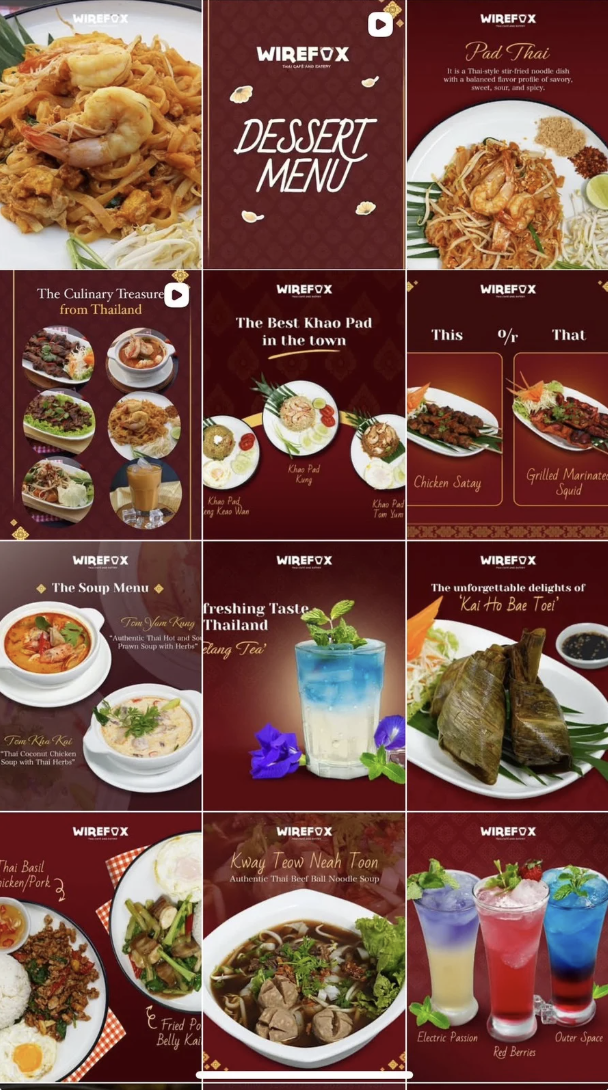 WIREFOX
WIREFOX
THAI CAFÉ AND EATERY
DESSERT
MENU
Pad Thai
It is a Thai-style stir-fried noodle dish
with a balanced flavor profile of savory,
sweet, sour, and spicy.
The Culinary Treasure
from Thailand
WIREFOX
The Best Khao Pad
in the town
Khao Pad
Kung
Khao Pad
eng Keao Wan
Khao Pad
Tom Yum
WIREFOX
This o/r That
Chicken Satay
Grilled Marinated
Squid
WIREFOX
The Soup Menu
Tom Yum Kung
"Authentic Thai Hot and Sou
Prawn Soup with Herbs"
Tom Kha Kai
"Thai Coconut Chicken
Soup with Thai Herbs"
WIREFOX
freshing Taste
Thailand
elang Tea'
WIREFOX
The unforgettable delights of
'Kai Ho Bae Toei'
WIREFOX
Thai Basil
hicken/Pork
Fried Po
Belly Kai
WIREFOX
Kway Teow Neah Toon
Authentic Thai Beef Ball Noodle Soup
WIREFOX
Electric Passion
Red Berries
Outer Space